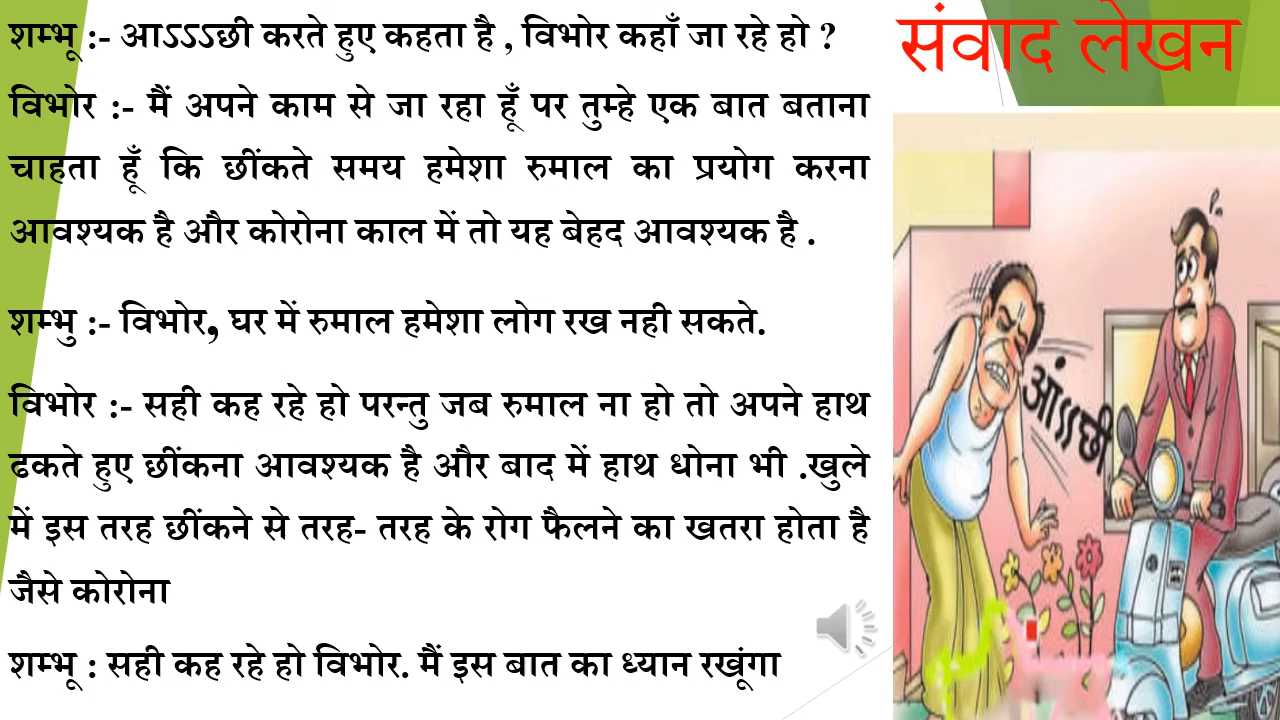 शम्भू :- आऽऽऽछी करते हुए कहता है , विभोर कहाँ जा रहे हो ?
संवाद लेखन
विभोर :- मैं अपने काम से जा रहा हूँ पर तुम्हे एक बात बताना
चाहता हूँ कि छींकते समय हमेशा रुमाल का प्रयोग करना
आवश्यक है और कोरोना काल में तो यह बेहद आवश्यक है .
शम्भु :- विभोर, घर में रुमाल हमेशा लोग रख नही सकते.
विभोर :- सही कह रहे हो परन्तु जब रुमाल ना हो तो अपने हाथ
ढकते हुए छींकना आवश्यक है और बाद में हाथ धोना भी .खुले
में इस तरह छींकने से तरह- तरह के रोग फैलने का खतरा होता है
जैसे कोरोना
शम्भू : सही कह रहे हो विभोर. मैं इस बात का ध्यान रखूंगा
आंऽऽछी